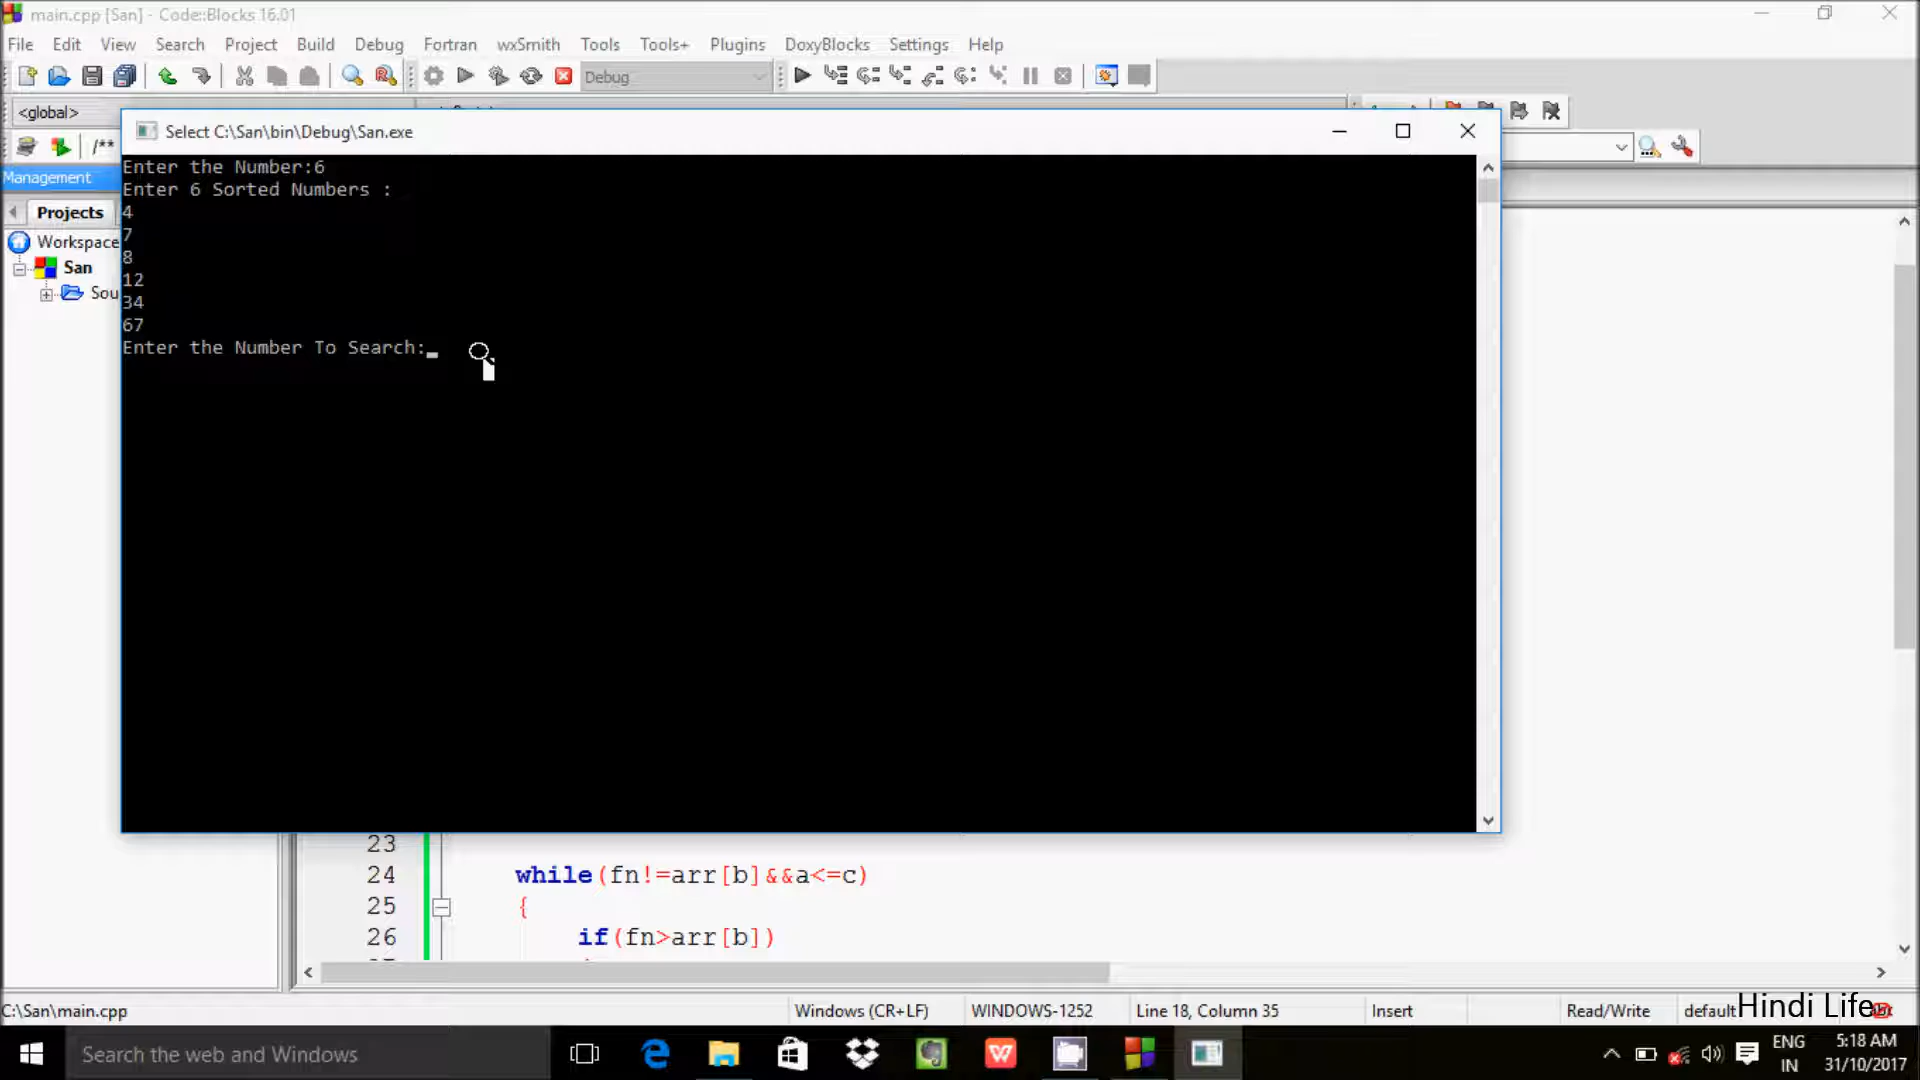 main.cpp [San] - Code::Blocks 16.01
File Edit View Search Project Build Debug Fortran wxSmith Tools Tools+ Plugins DoxyBlocks Settings Help
Debug
<global>
/**
Select C:\San\bin\Debug\San.exe
Management
Projects
Workspace
San
Sou
Enter the Number:6
Enter 6 Sorted Numbers :
4
7
8
12
34
67
Enter the Number To Search:_
23
24 while(fn!=arr[b]&&a<=c)
25 {
26 if(fn>arr[b])
C:\San\main.cpp Windows (CR+LF) WINDOWS-1252 Line 18, Column 35 Insert Read/Write default
Hindi Life
Search the web and Windows
ENG
IN
5:18 AM
31/10/2017